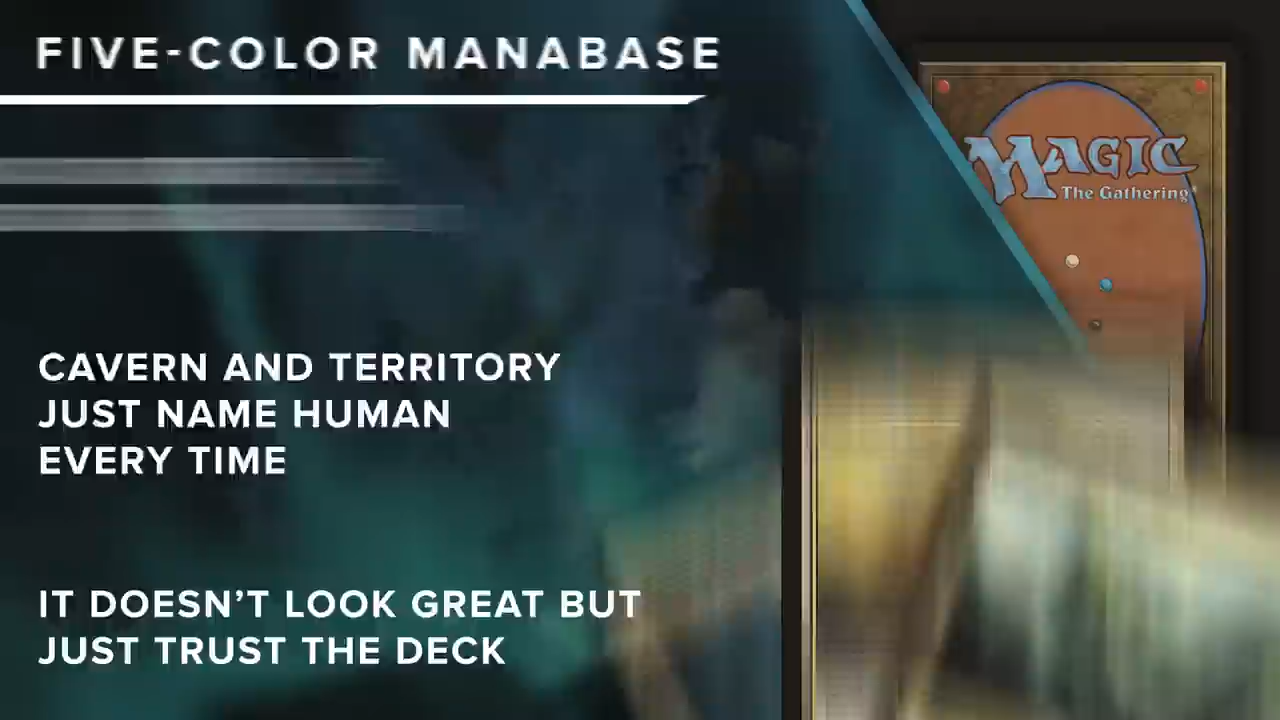 FIVE-COLOR MANABASE
MAGIC
The Gathering
CAVERN AND TERRITORY
JUST NAME HUMAN
EVERY TIME
IT DOESN'T LOOK GREAT BUT
JUST TRUST THE DECK